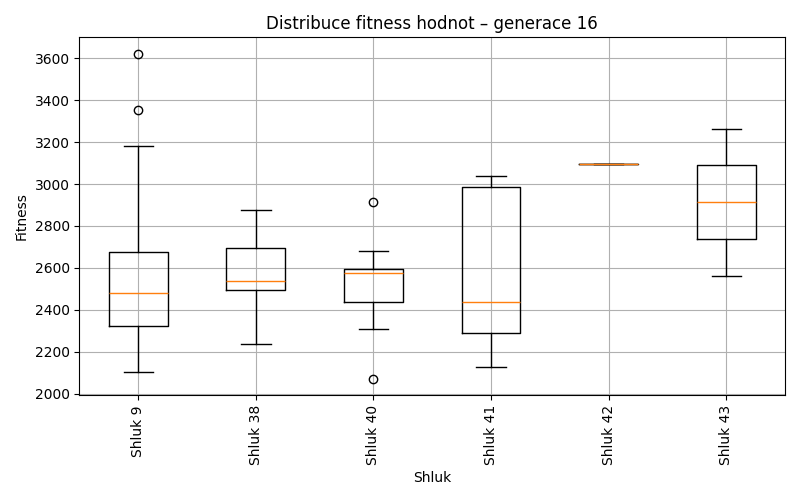 Distribuce fitness hodnot – generace 16
Fitness
3600
3400
3200
3000
2800
2600
2400
2200
2000
Shluk 9
Shluk 38
Shluk 40
Shluk 41
Shluk 42
Shluk 43
Shluk